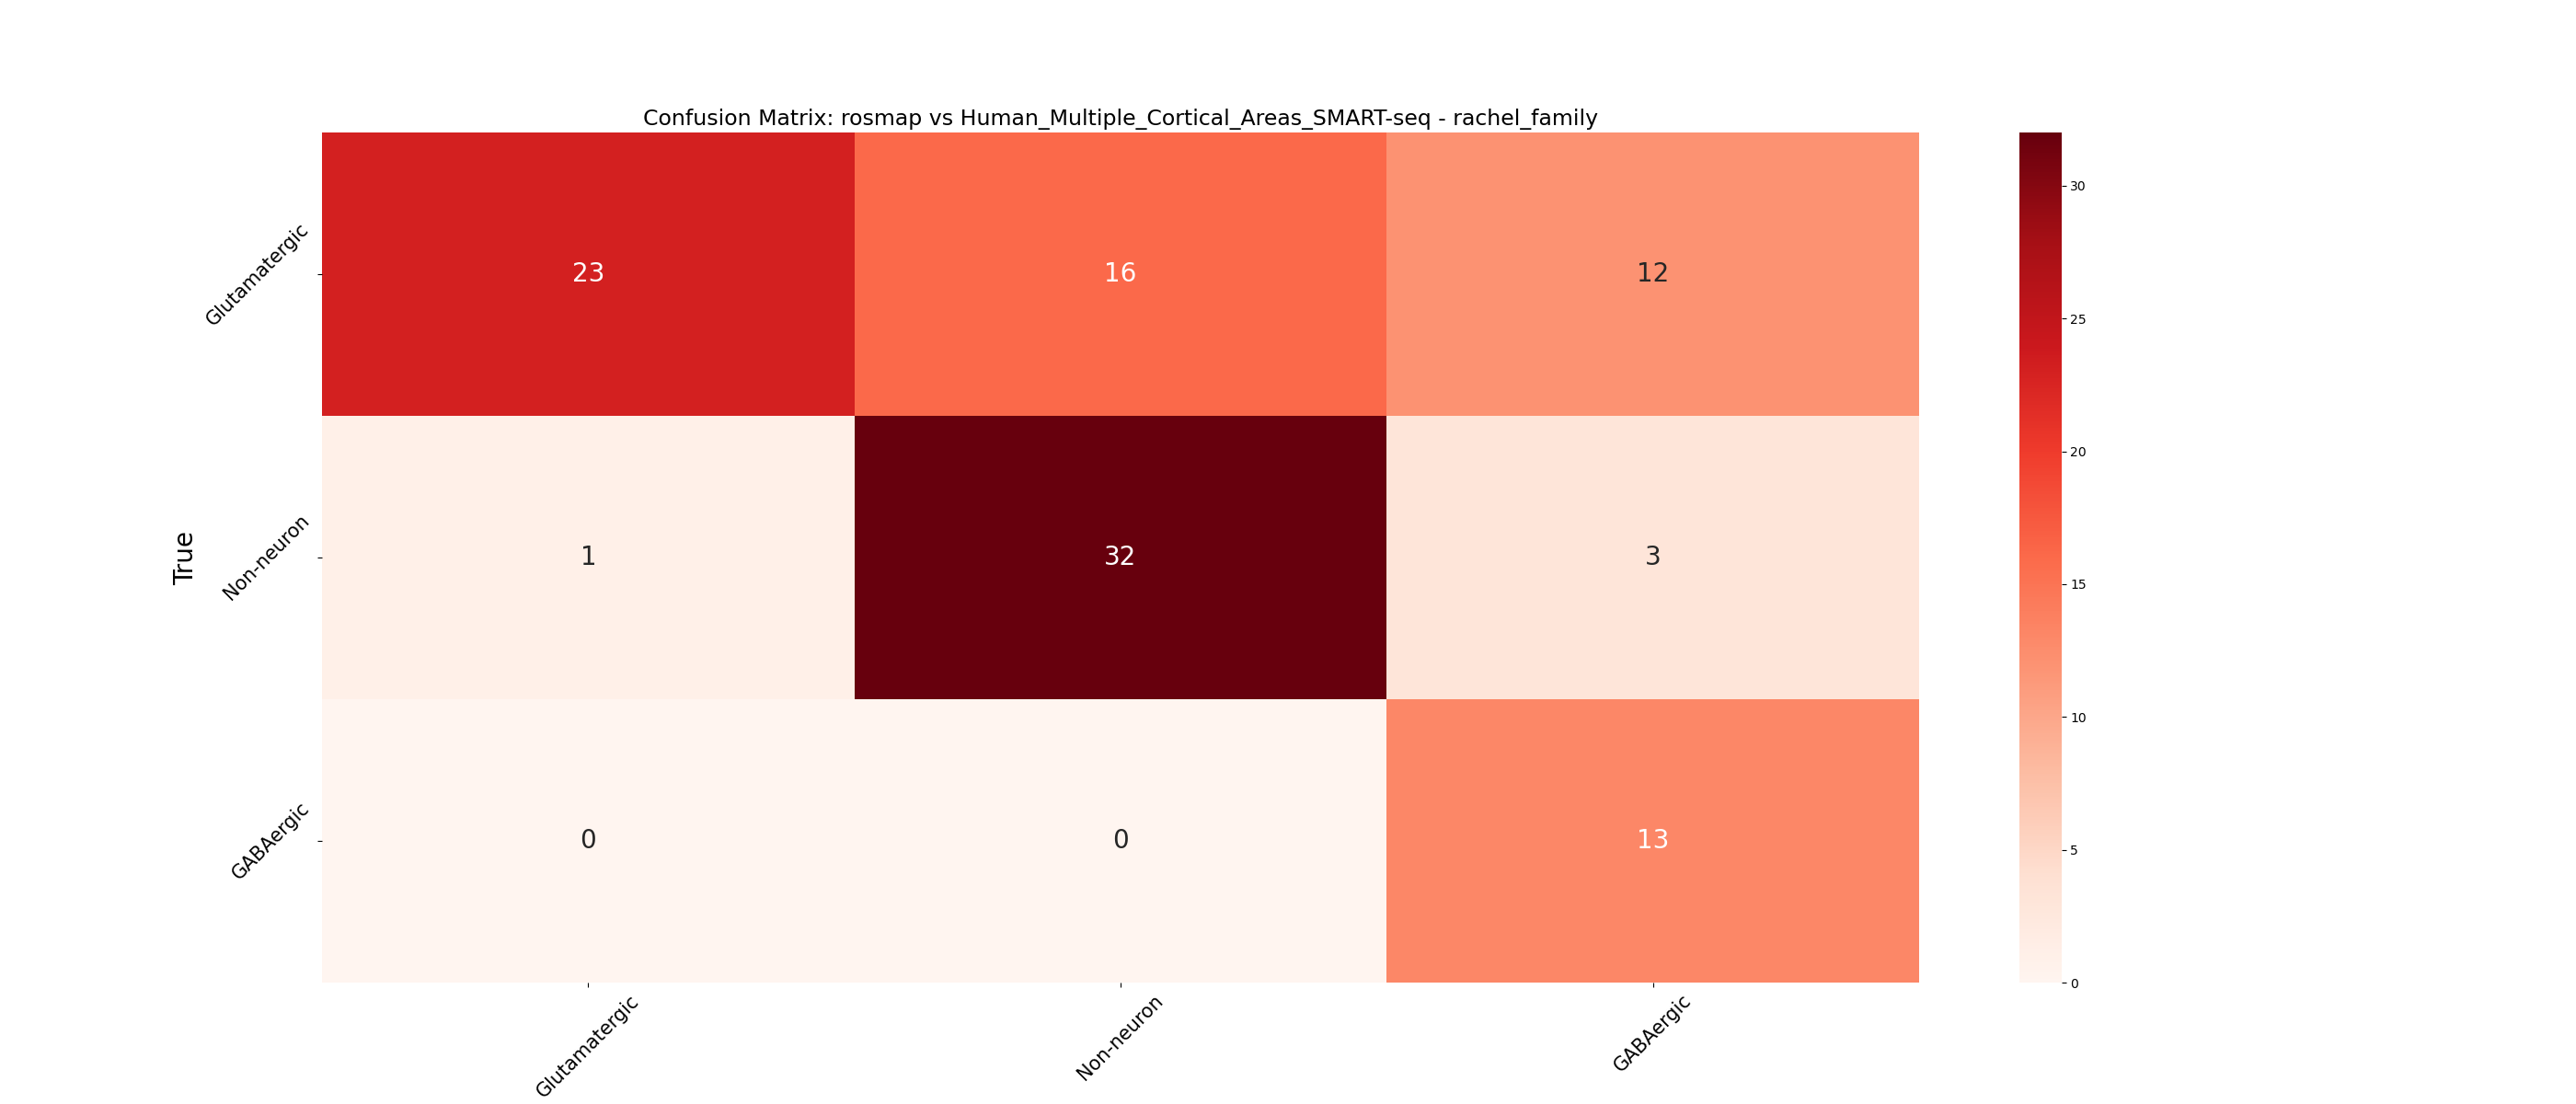 Confusion Matrix: rosmap vs Human_Multiple_Cortical_Areas_SMART-seq - rachel_family
True
Glutamatergic
23
16
12
Non-neuron
1
32
3
GABAergic
0
0
13
Glutamatergic
Non-neuron
GABAergic
30
25
20
15
10
5
0